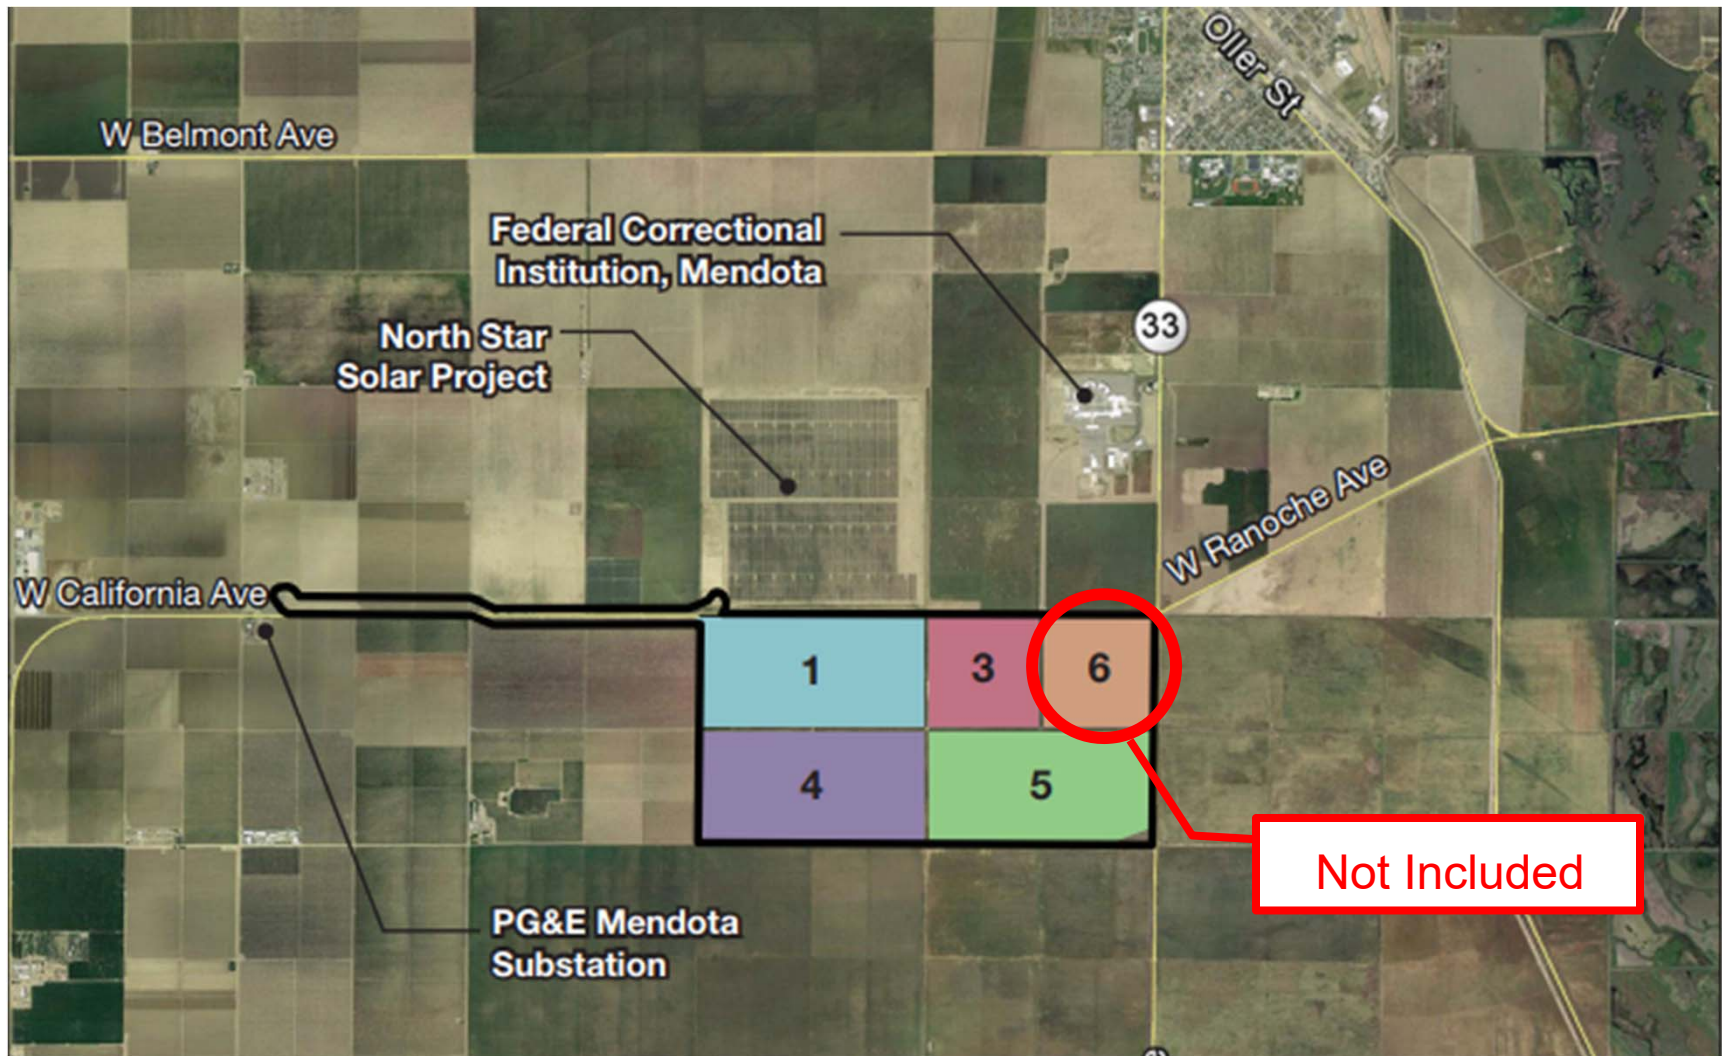 Oller St
W Belmont Ave
Federal Correctional
Institution, Mendota
33
North Star
Solar Project
W Ranoche Ave
W California Ave
1
3
6
4
5
Not Included
PG&E Mendota
Substation